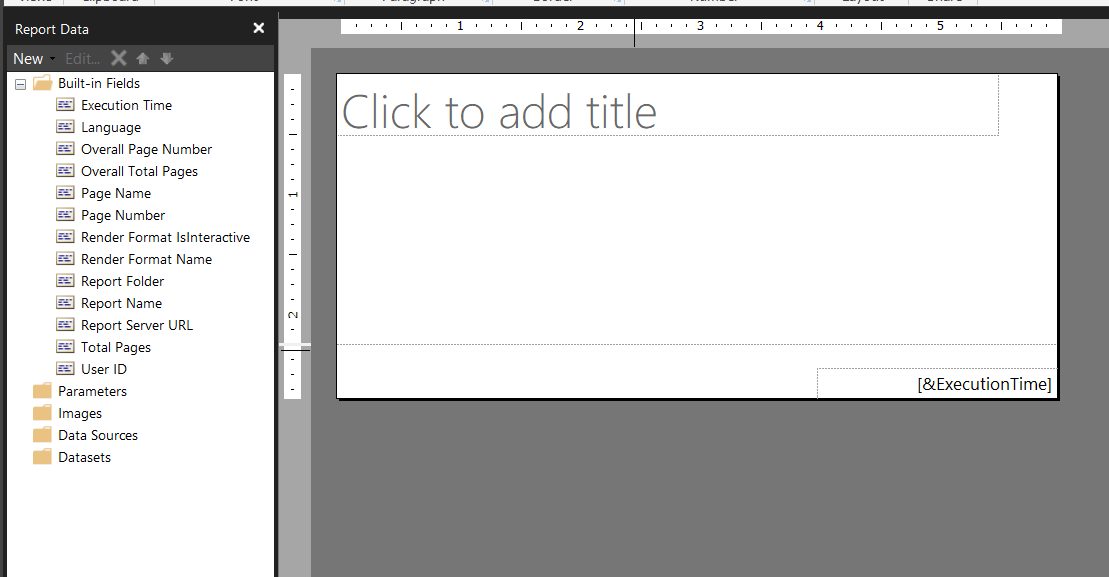 Report Data
New Edit...
Built-in Fields
Execution Time
Language
Overall Page Number
Overall Total Pages
Page Name
Page Number
Render Format IsInteractive
Render Format Name
Report Folder
Report Name
Report Server URL
Total Pages
User ID
Parameters
Images
Data Sources
Datasets
1 2 3 4 5
Click to add title
1
2
[&ExecutionTime]